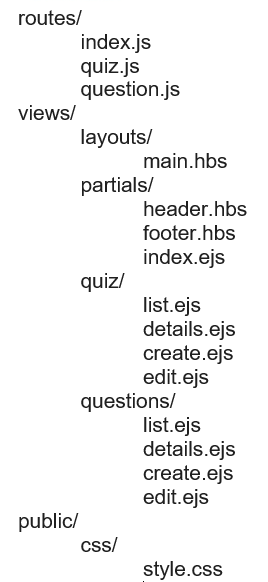 routes/
index.js
quiz.js
question.js
views/
layouts/
main.hbs
partials/
header.hbs
footer.hbs
index.ejs
quiz/
list.ejs
details.ejs
create.ejs
edit.ejs
questions/
list.ejs
details.ejs
create.ejs
edit.ejs
public/
css/
style.css